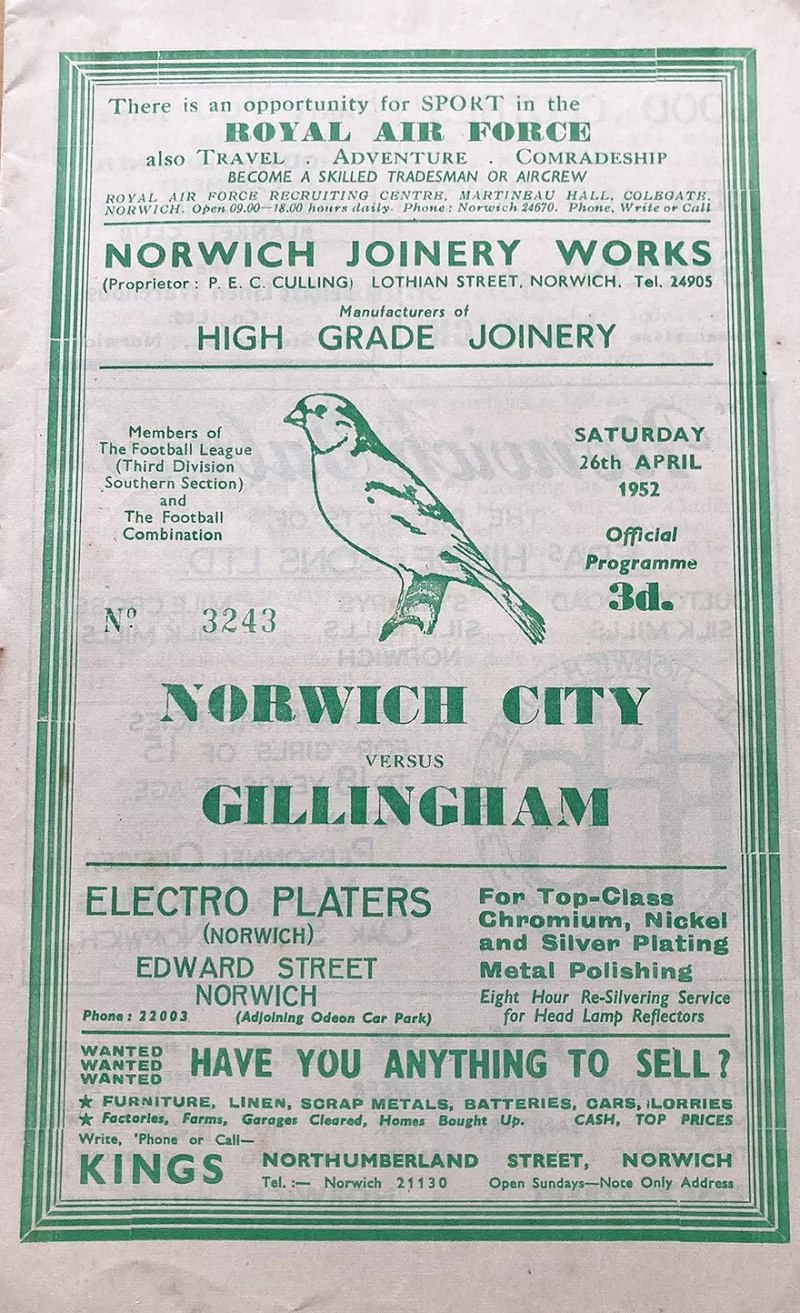 There is an opportunity for SPORT in the
ROYAL AIR FORCE
also TRAVEL . ADVENTURE . COMRADESHIP
BECOME A SKILLED TRADESMAN OR AIRCREW
ROYAL AIR FORCE RECRUITING CENTRE, MARTINEAU HALL, COLEGATE,
NORWICH. Open 09.00—18.00 hours daily. Phone: Norwich 24670. Phone, Write or Call
NORWICH JOINERY WORKS
(Proprietor: P. E. C. CULLING) LOTHIAN STREET, NORWICH. Tel. 24905
Manufacturers of
HIGH GRADE JOINERY
Members of
The Football League
(Third Division
Southern Section)
and
The Football
Combination
SATURDAY
26th APRIL
1952
Official
Programme
3d.
No. 3243
NORWICH CITY
VERSUS
GILLINGHAM
ELECTRO PLATERS
(NORWICH)
EDWARD STREET
NORWICH
Phone: 22003 (Adjoining Odeon Car Park)
For Top-Class
Chromium, Nickel
and Silver Plating
Metal Polishing
Eight Hour Re-Silvering Service
for Head Lamp Reflectors
WANTED
WANTED
WANTED
HAVE YOU ANYTHING TO SELL?
★ FURNITURE, LINEN, SCRAP METALS, BATTERIES, CARS, LORRIES
★ Factories, Farms, Garages Cleared, Homes Bought Up. CASH, TOP PRICES
Write, 'Phone or Call—
KINGS NORTHUMBERLAND STREET, NORWICH
Tel. :— Norwich 21130 Open Sundays—Note Only Address